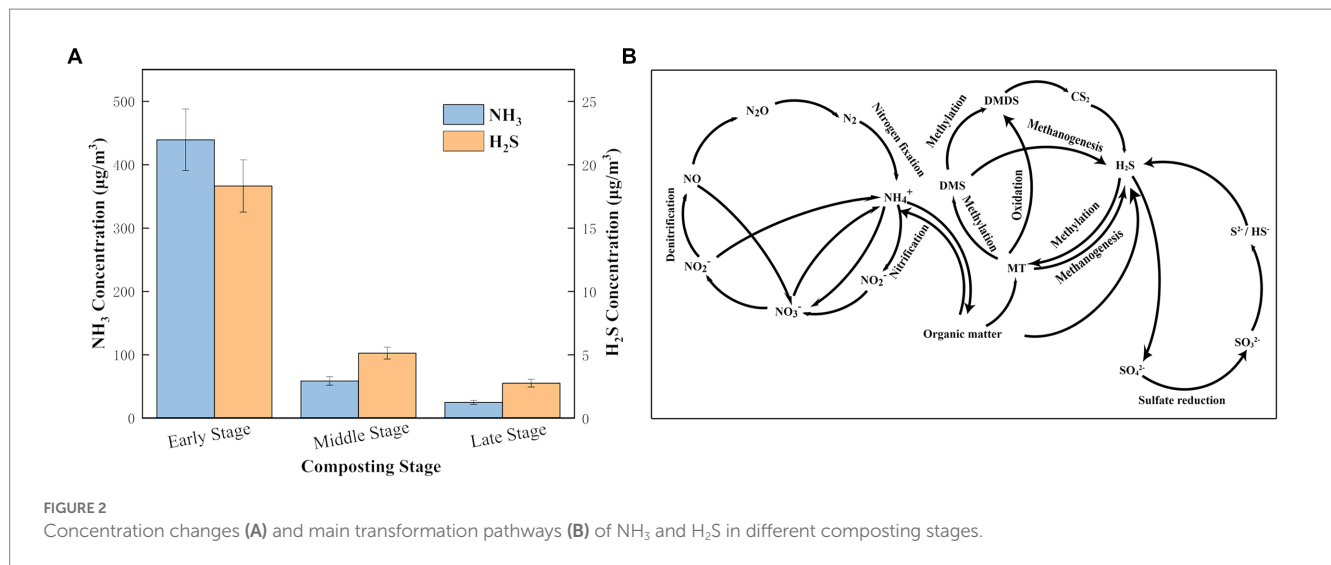 A
NH₃ Concentration (μg/m³)
500
400
300
200
100
0
NH₃
H₂S
25
20
15
10
5
0
H₂S Concentration (μg/m³)
Early Stage
Middle Stage
Late Stage
Composting Stage
B
N₂O
N₂
Nitrogen fixation
NO
NH₄⁺
Denitrification
NO₂⁻
NO₃⁻
NO₂⁻
Nitrification
Organic matter
Methylation
DMDS
CS₂
Methanogenesis
H₂S
DMS
Oxidation
Methylation
Methylation
Methanogenesis
MT
S²⁻/ HS⁻
SO₃²⁻
SO₄²⁻
Sulfate reduction
FIGURE 2
Concentration changes (A) and main transformation pathways (B) of NH₃ and H₂S in different composting stages.